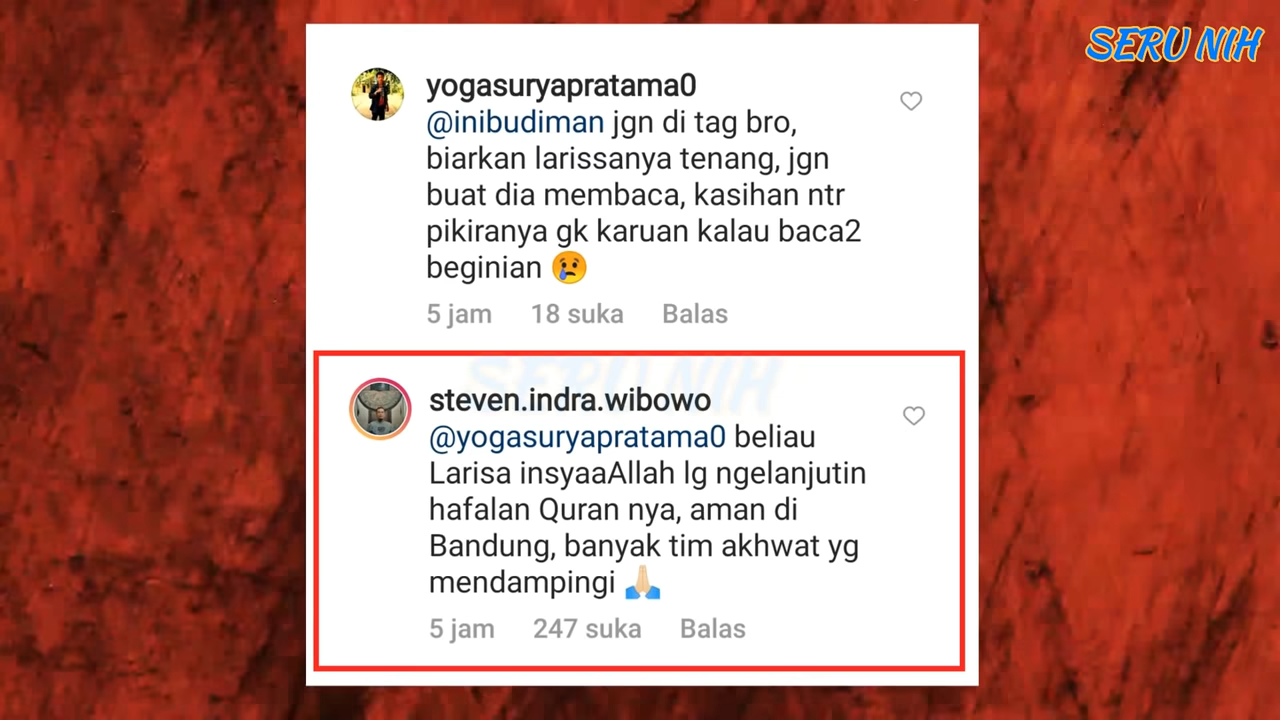 SERU NIH
yogasuryapratama0
@inibudiman jgn di tag bro,
biarkan larissanya tenang, jgn
buat dia membaca, kasihan ntr
pikiranya gk karuan kalau baca2
beginian 😢
5 jam 18 suka Balas
SERU NIH
steven.indra.wibowo
@yogasuryapratama0 beliau
Larisa insyaaAllah lg ngelanjutin
hafalan Quran nya, aman di
Bandung, banyak tim akhwat yg
mendampingi 🙏🏼
5 jam 247 suka Balas